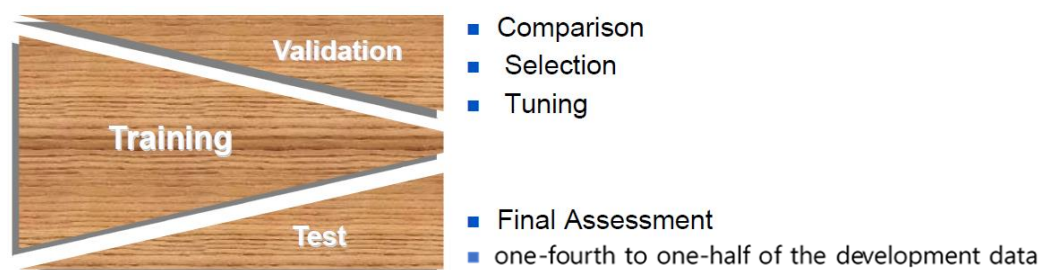 Validation
Training
Test
Comparison
Selection
Tuning
Final Assessment
one-fourth to one-half of the development data